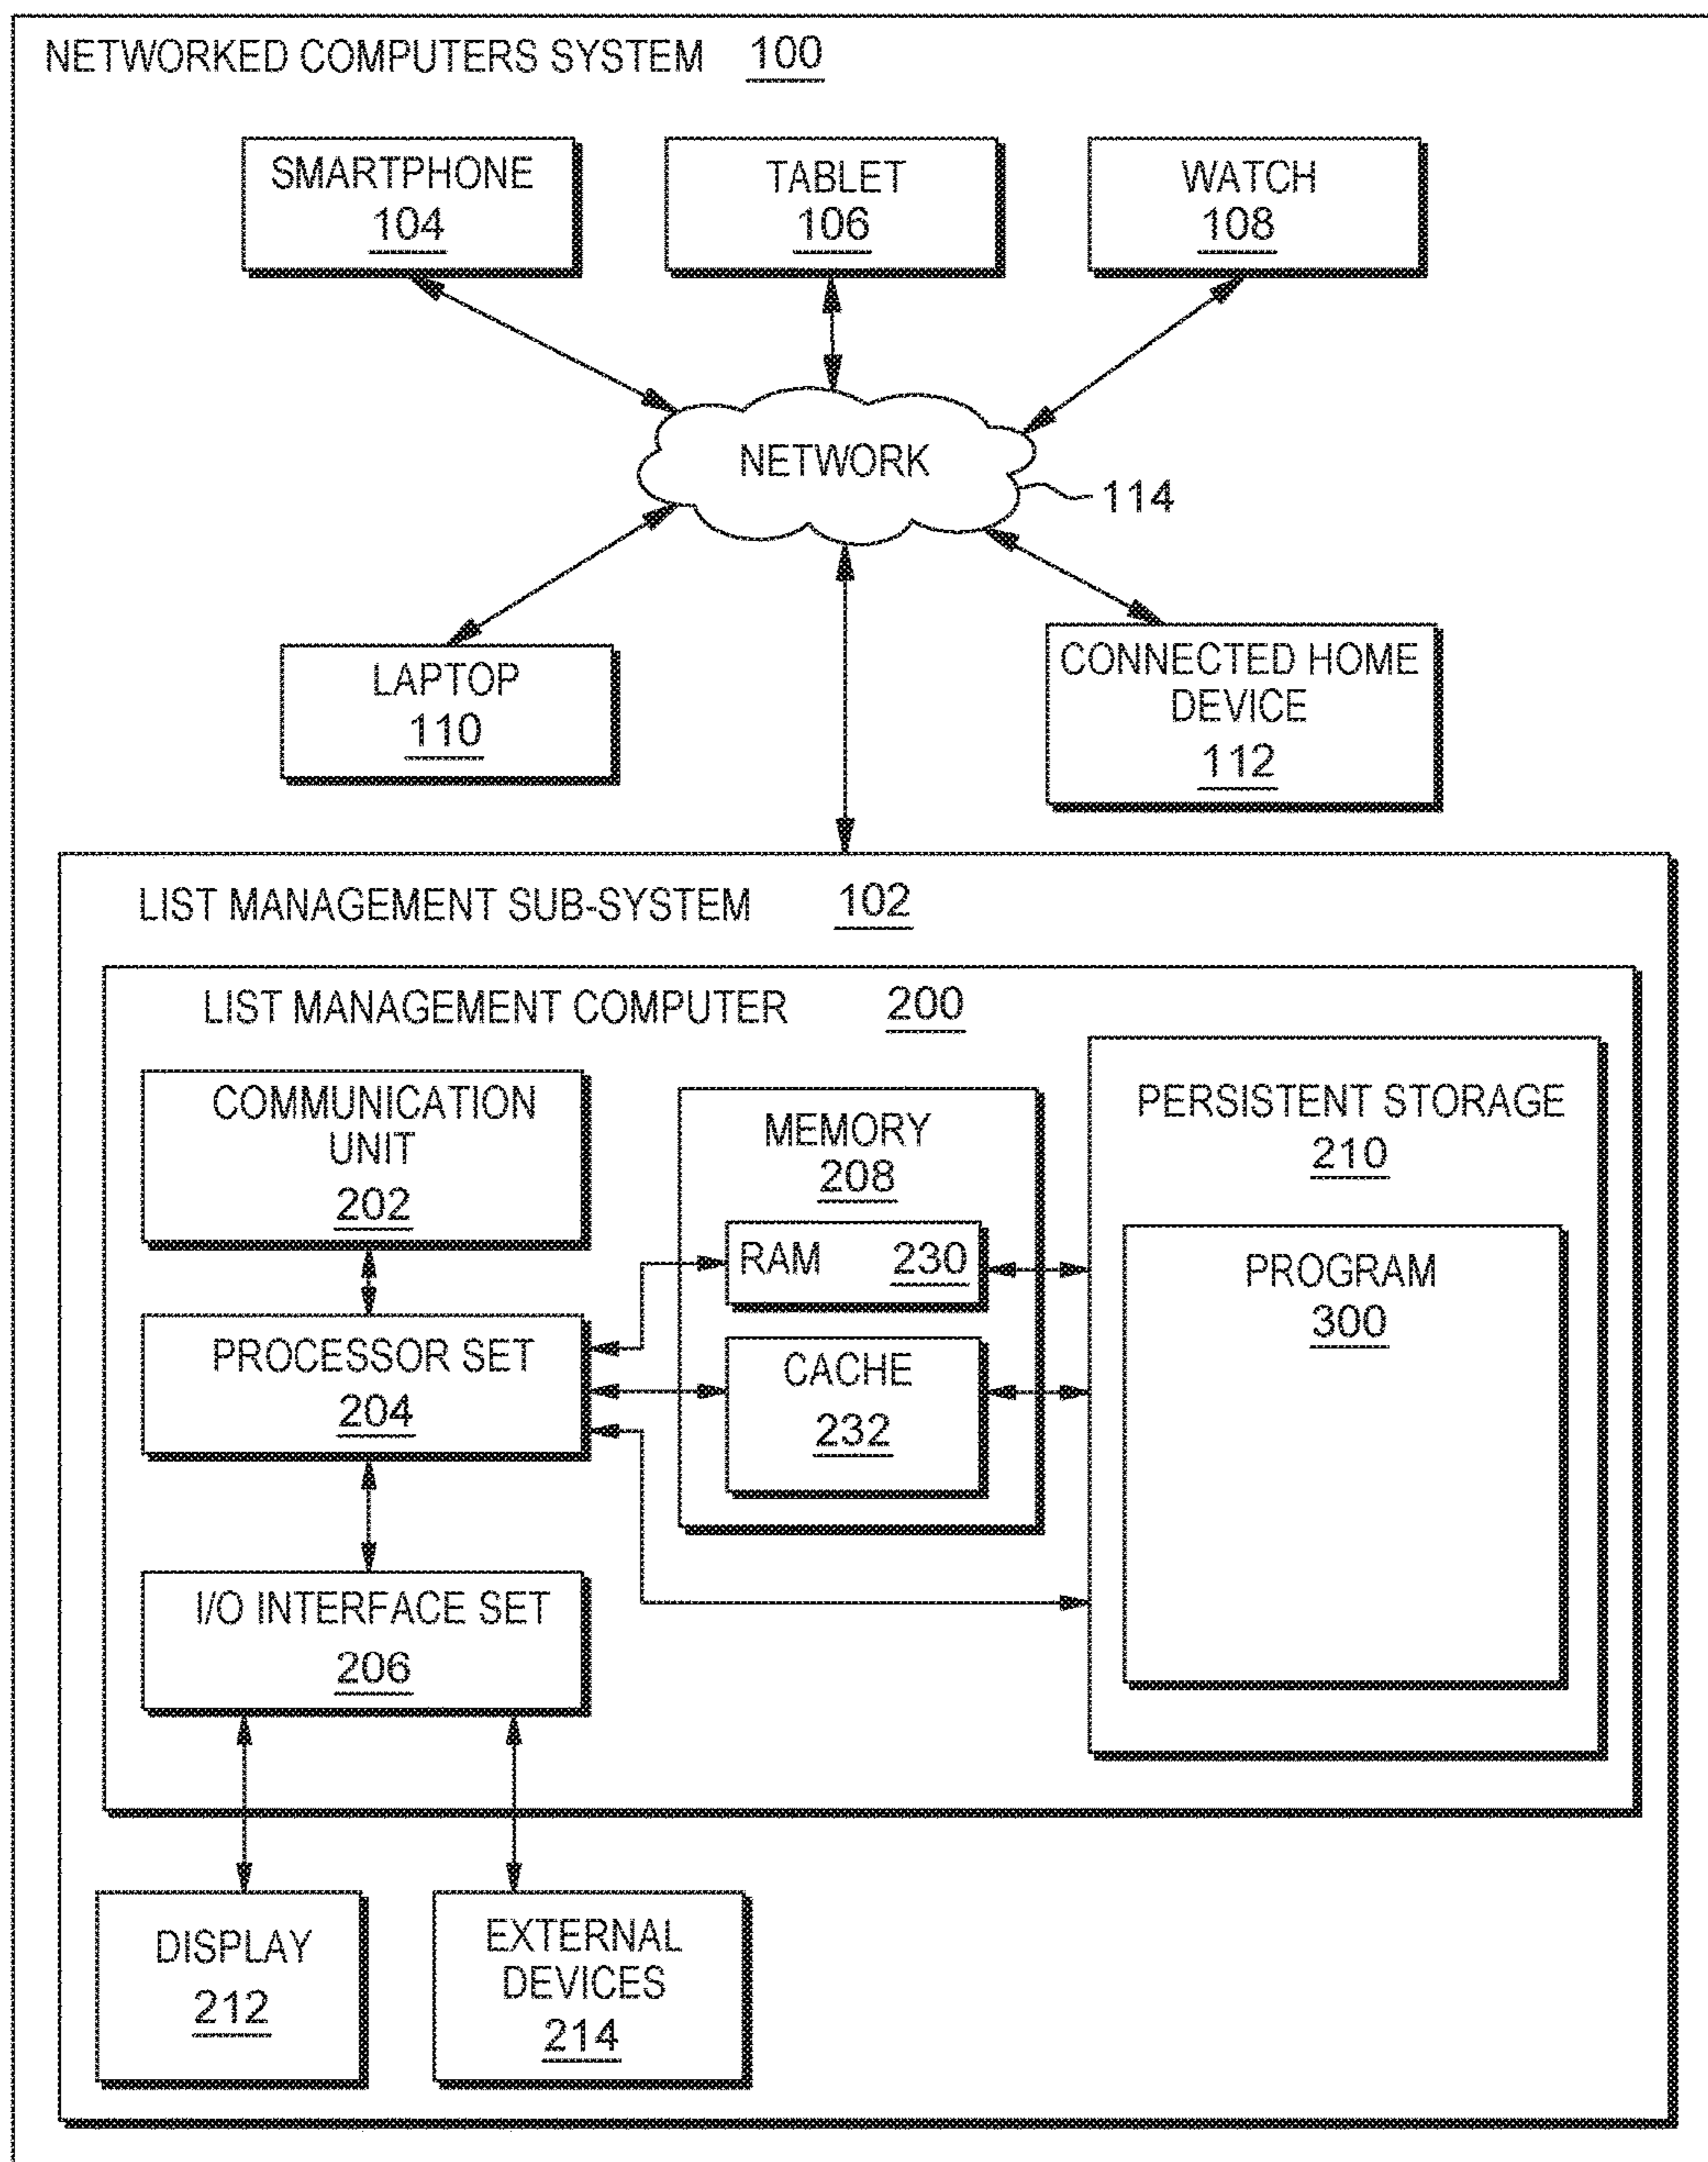 NETWORKED COMPUTERS SYSTEM 100
SMARTPHONE
104
TABLET
106
WATCH
108
NETWORK
114
LAPTOP
110
CONNECTED HOME
DEVICE
112
LIST MANAGEMENT SUB-SYSTEM 102
LIST MANAGEMENT COMPUTER 200
COMMUNICATION
UNIT
202
PROCESSOR SET
204
I/O INTERFACE SET
206
MEMORY
208
RAM 230
CACHE
232
PERSISTENT STORAGE
210
PROGRAM
300
DISPLAY
212
EXTERNAL
DEVICES
214